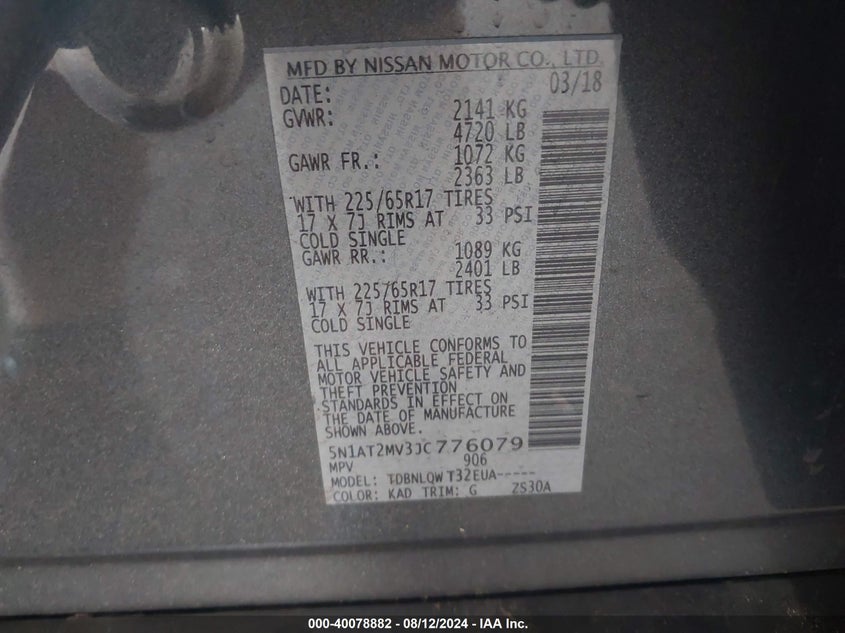 MFD BY NISSAN MOTOR CO., LTD.
DATE: 03/18
GVWR: 2141 KG
4720 LB
GAWR FR.: 1072 KG
2363 LB
WITH 225/65R17 TIRES
17 X 7J RIMS AT 33 PSI
COLD SINGLE
GAWR RR.: 1089 KG
2401 LB
WITH 225/65R17 TIRES
17 X 7J RIMS AT 33 PSI
COLD SINGLE
THIS VEHICLE CONFORMS TO
ALL APPLICABLE FEDERAL
MOTOR VEHICLE SAFETY AND
THEFT PREVENTION
STANDARDS IN EFFECT ON
THE DATE OF MANUFACTURE
SHOWN ABOVE.
5N1AT2MV3JC776079
MPV 906
MODEL: TDBNLQW T32EUA-----
COLOR: KAD TRIM: G ZS30A
000-40078882 - 08/12/2024 - IAA Inc.